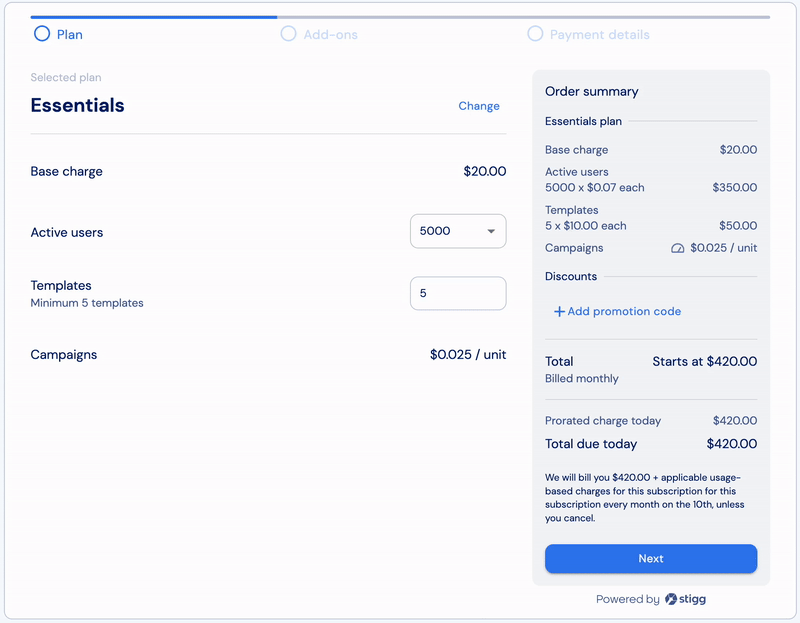 Plan
Add-ons
Payment details
Selected plan
Essentials
Change
Base charge
$20.00
Active users
5000
Templates
Minimum 5 templates
5
Campaigns
$0.025 / unit
Order summary
Essentials plan
Base charge
$20.00
Active users
5000 x $0.07 each
$350.00
Templates
5 x $10.00 each
$50.00
Campaigns
$0.025 / unit
Discounts
+Add promotion code
Total
Starts at $420.00
Billed monthly
Prorated charge today
$420.00
Total due today
$420.00
We will bill you $420.00 + applicable usage-
based charges for this subscription for this
subscription every month on the 10th, unless
you cancel.
Next
Powered by stigg